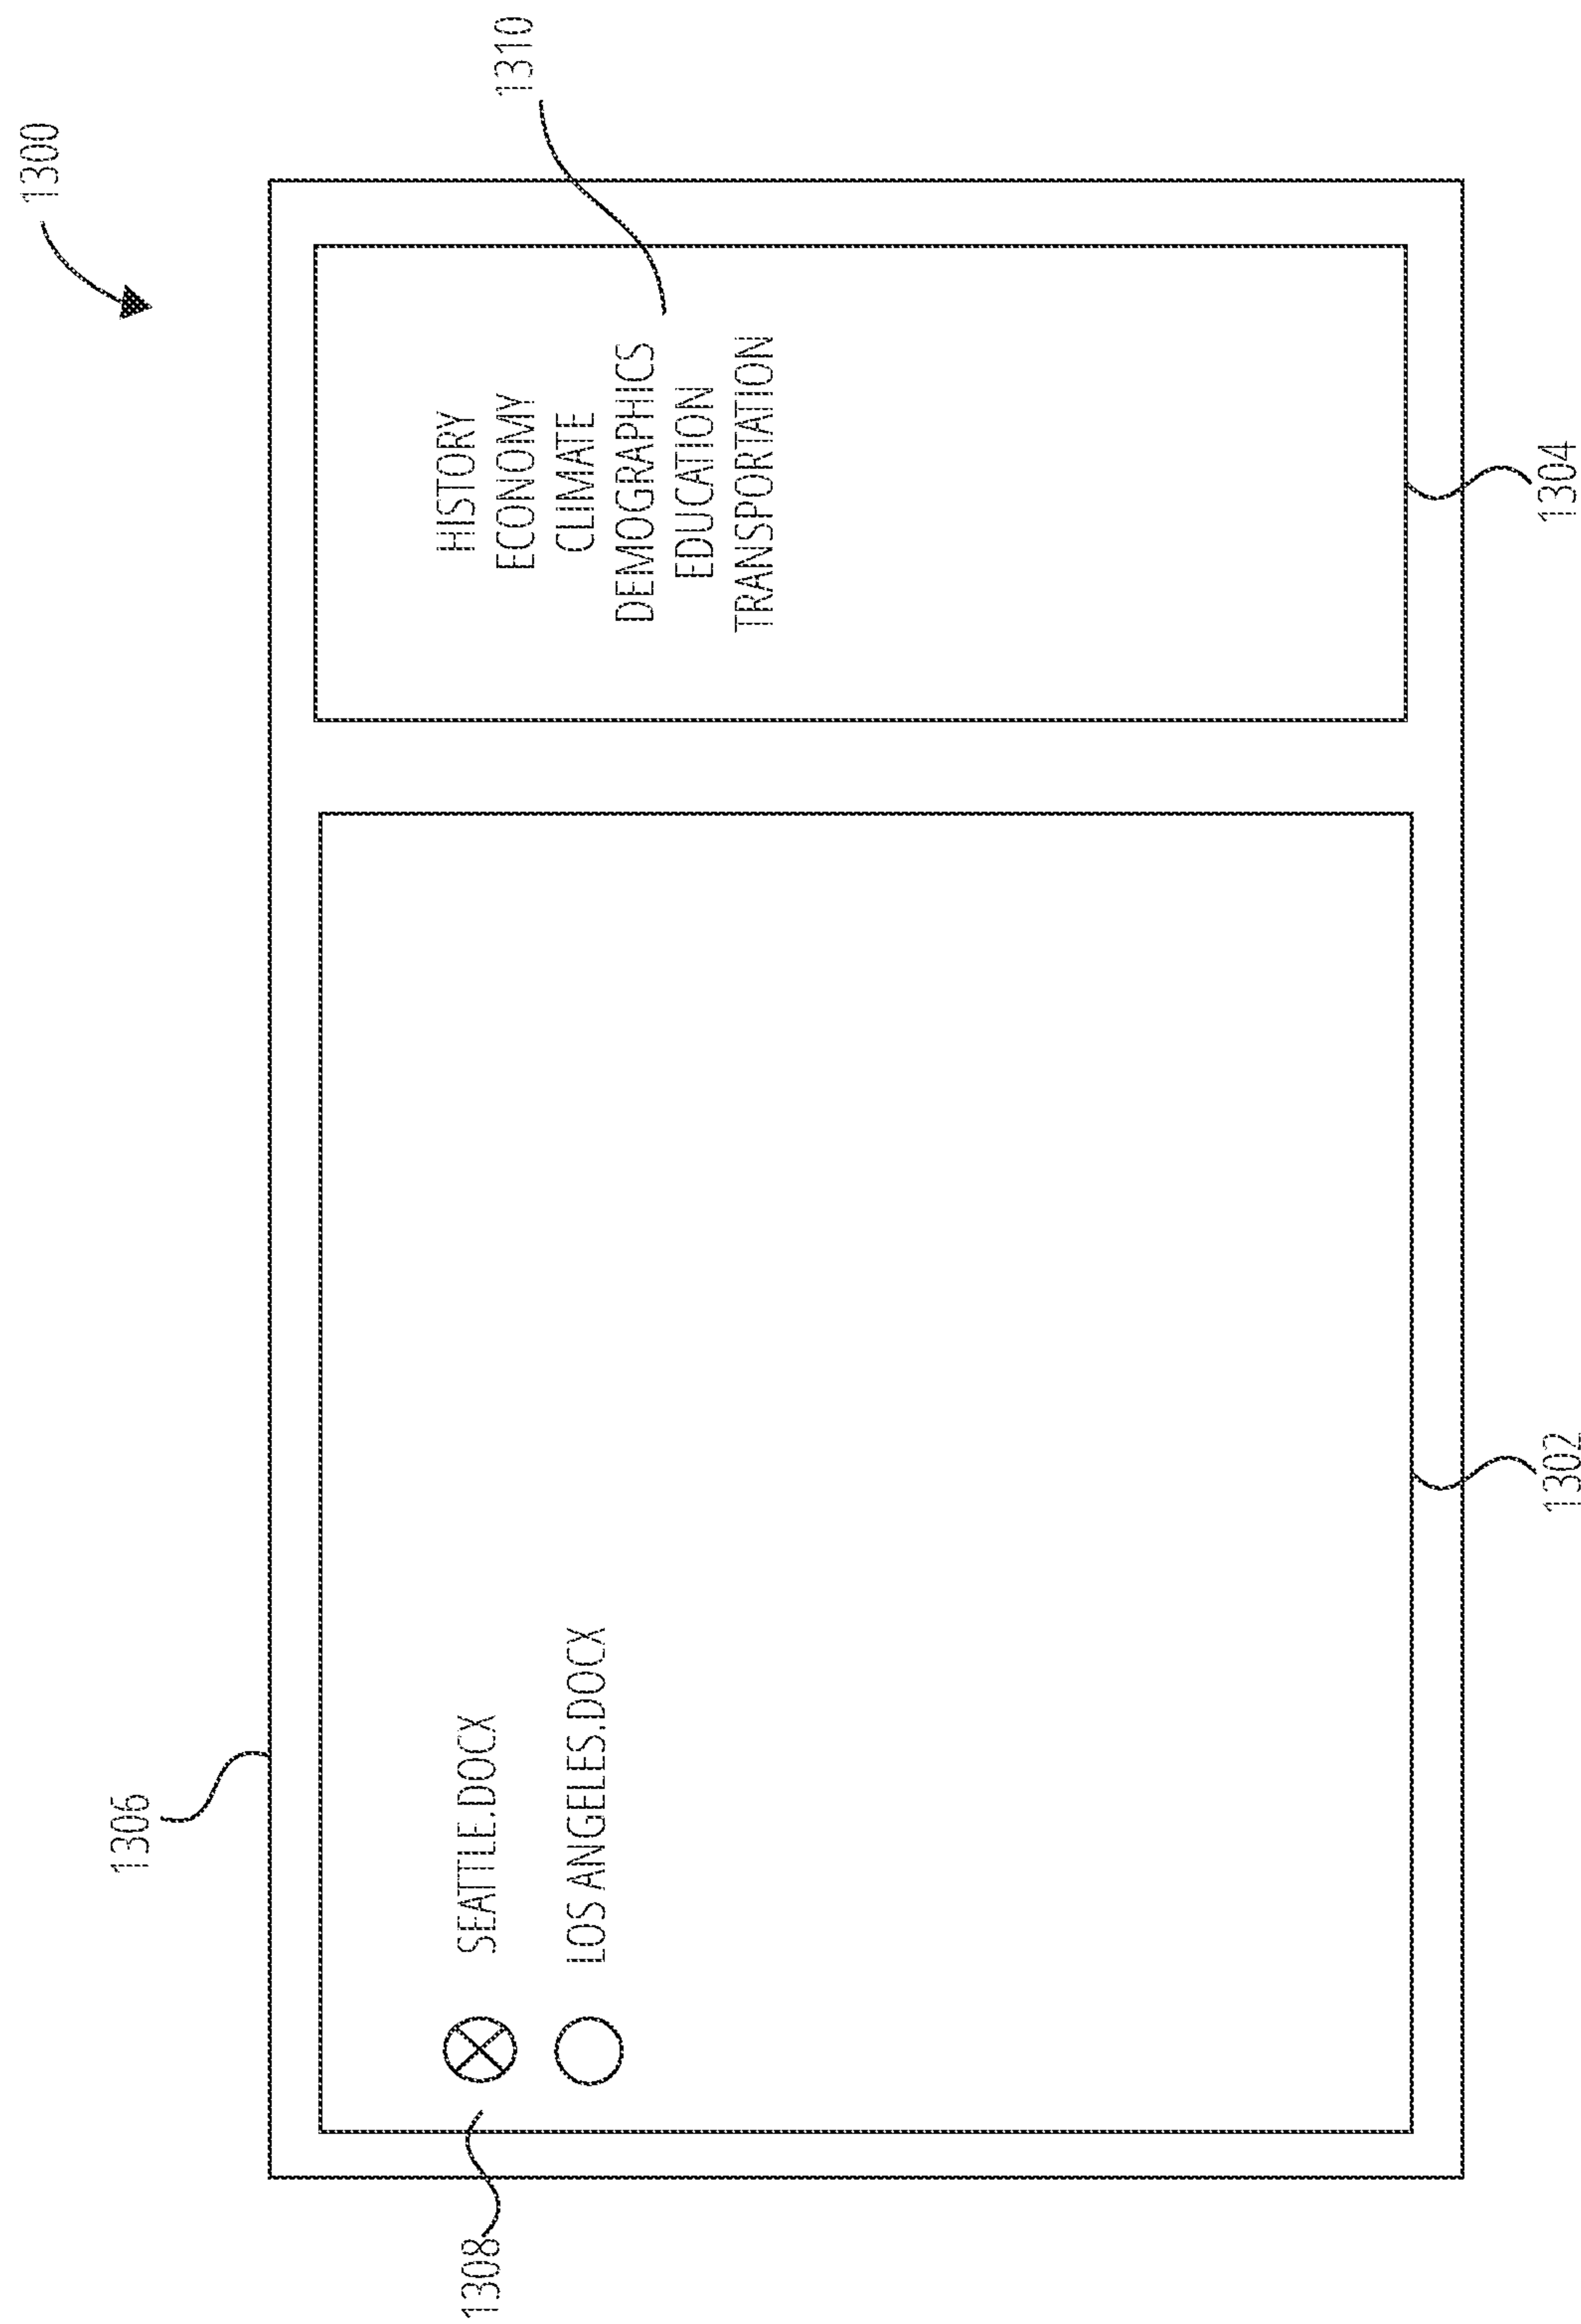 1300
1306
1310
1308
SEATTLE.DOCX
LOS ANGELES.DOCX
HISTORY
ECONOMY
CLIMATE
DEMOGRAPHICS
EDUCATION
TRANSPORTATION
1302
1304